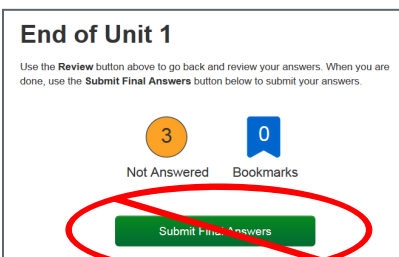 End of Unit 1
Use the Review button above to go back and review your answers. When you are
done, use the Submit Final Answers button below to submit your answers.
3
0
Not Answered
Bookmarks
Submit Final Answers